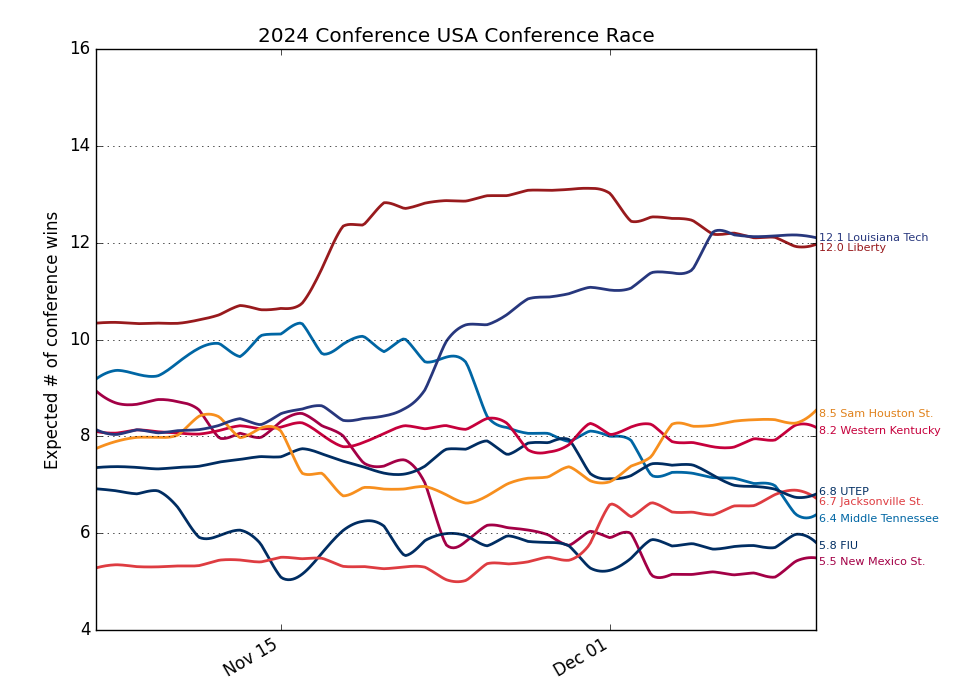 2024 Conference USA Conference Race
Expected # of conference wins
16
14
12
10
8
6
4
Nov 15
Dec 01
12.1 Louisiana Tech
12.0 Liberty
8.5 Sam Houston St.
8.2 Western Kentucky
6.8 UTEP
6.7 Jacksonville St.
6.4 Middle Tennessee
5.8 FIU
5.5 New Mexico St.